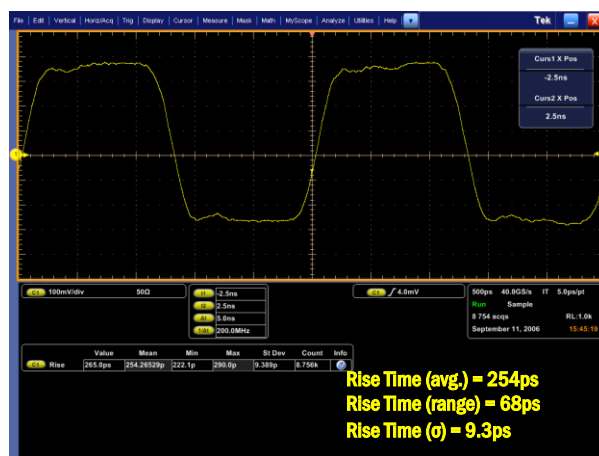 File | Edit | Vertical | Horiz/Acq | Trig | Display | Cursor | Measure | Mask | Math | MyScope | Analyze | Utilities | Help Tek
Curs1 X Pos
-2.5ns
Curs2 X Pos
2.5ns
C1 100mV/div 50Ω
t1 -2.5ns
t2 2.5ns
Δt 5.0ns
1/Δt 200.0MHz
C1 4.0mV
500ps 40.0GS/s IT 5.0ps/pt
Run Sample
8 754 acqs RL:1.0k
September 11, 2006 15:45:19
Value Mean Min Max St Dev Count Info
C1 Rise 265.0ps 254.26529p 222.1p 290.0p 9.389p 8.756k
Rise Time (avg.) = 254ps
Rise Time (range) = 68ps
Rise Time (σ) = 9.3ps